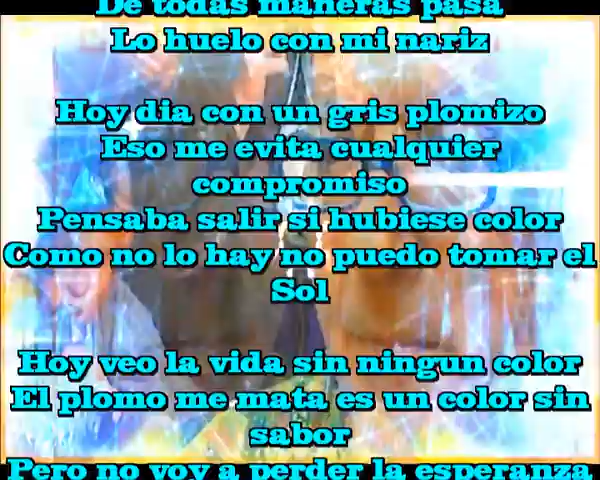 De todas maneras pasa
Lo huelo con mi nariz
Hoy dia con un gris plomizo
Eso me evita cualquier
compromiso
Pensaba salir si hubiese color
Como no lo hay no puedo tomar el
Sol
Hoy veo la vida sin ningun color
El plomo me mata es un color sin
sabor
Pero no voy a perder la esperanza